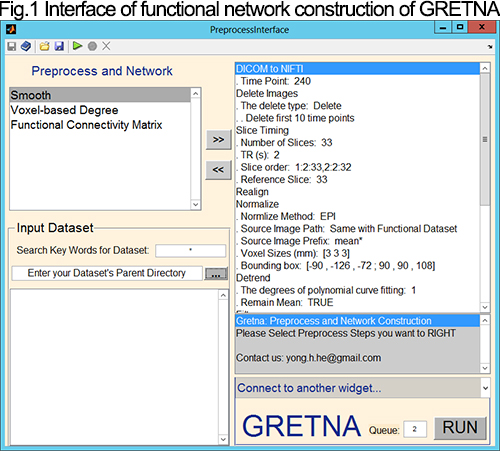 Fig.1 Interface of functional network construction of GRETNA
PreprocessInterface
Preprocess and Network
Smooth
Voxel-based Degree
Functional Connectivity Matrix
>>
<<
Input Dataset
Search Key Words for Dataset: *
Enter your Dataset's Parent Directory ...
DICOM to NIFTI
. Time Point: 240
Delete Images
. The delete type: Delete
. . Delete first 10 time points
Slice Timing
. Number of Slices: 33
. TR (s): 2
. Slice order: 1:2:33,2:2:32
. Reference Slice: 33
Realign
Normalize
. Normlize Method: EPI
. Source Image Path: Same with Functional Dataset
. Source Image Prefix: mean*
. Voxel Sizes (mm): [3 3 3]
. Bounding box: [-90 , -126 , -72 ; 90 , 90 , 108]
Detrend
. The degrees of polynomial curve fitting: 1
. Remain Mean: TRUE
Gretna: Preprocess and Network Construction
Please Select Preprocess Steps you want to RIGHT
Contact us: yong.h.he@gmail.com
Connect to another widget...
GRETNA Queue: 2 RUN